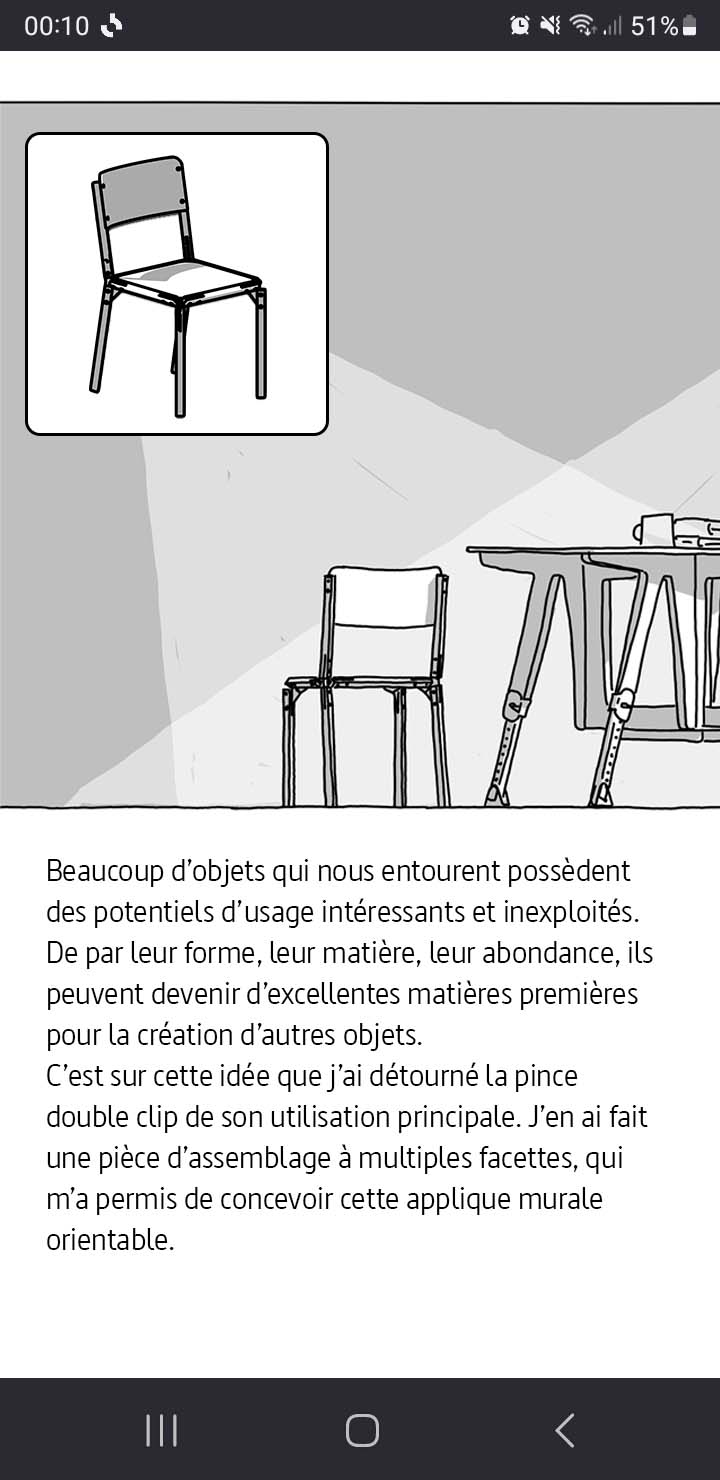 00:10
51%
Beaucoup d’objets qui nous entourent possèdent
des potentiels d’usage intéressants et inexploités.
De par leur forme, leur matière, leur abondance, ils
peuvent devenir d’excellentes matières premières
pour la création d’autres objets.
C’est sur cette idée que j’ai détourné la pince
double clip de son utilisation principale. J’en ai fait
une pièce d’assemblage à multiples facettes, qui
m’a permis de concevoir cette applique murale
orientable.